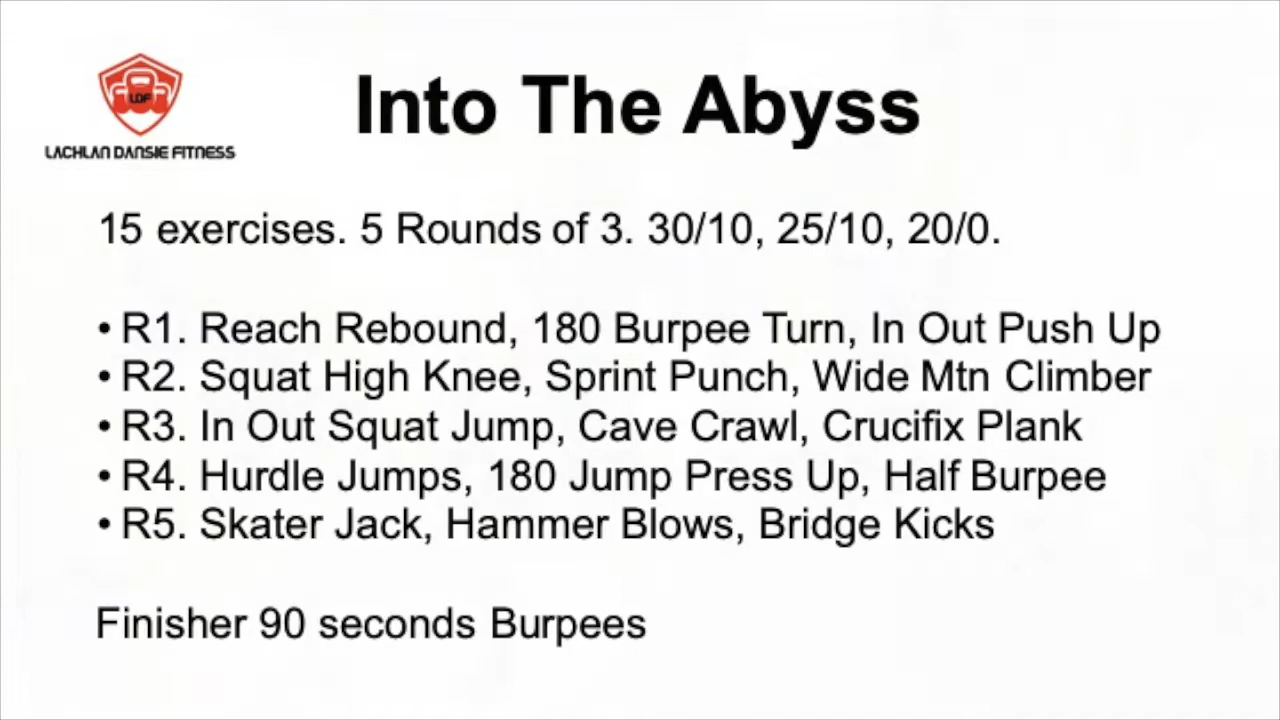 LDF
LACHLAN DANSIE FITNESS
Into The Abyss
15 exercises. 5 Rounds of 3. 30/10, 25/10, 20/0.
• R1. Reach Rebound, 180 Burpee Turn, In Out Push Up
• R2. Squat High Knee, Sprint Punch, Wide Mtn Climber
• R3. In Out Squat Jump, Cave Crawl, Crucifix Plank
• R4. Hurdle Jumps, 180 Jump Press Up, Half Burpee
• R5. Skater Jack, Hammer Blows, Bridge Kicks
Finisher 90 seconds Burpees